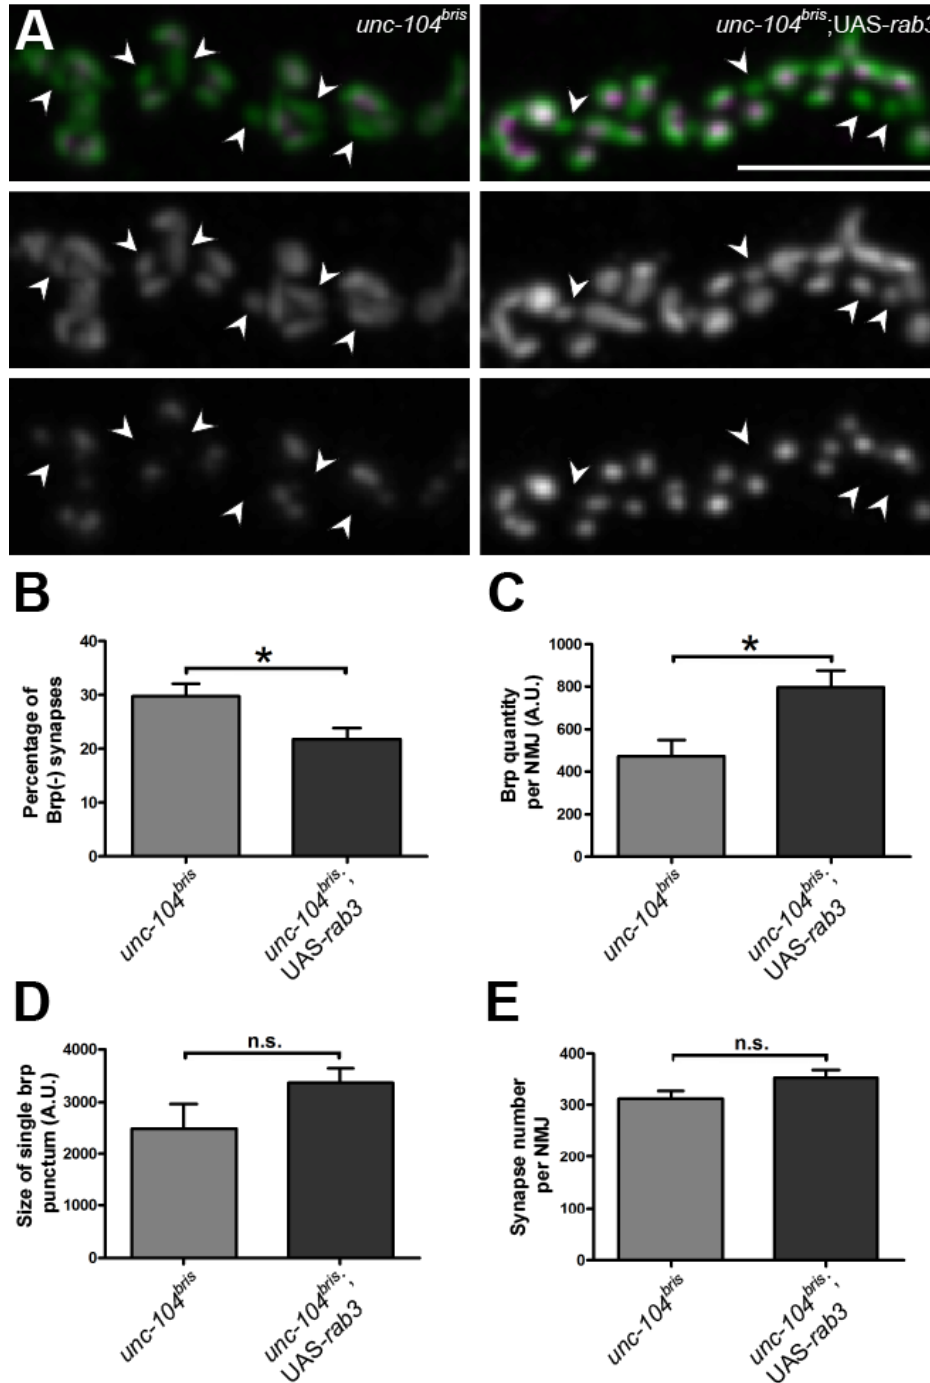 A
unc-104bris
unc-104bris;UAS-rab3
B
40
30
20
10
0
Percentage of
Brp(-) synapses
*
unc-104bris
unc-104bris;
UAS-rab3
C
1000
800
600
400
200
0
Brp quantity
per NMJ (A.U.)
*
unc-104bris
unc-104bris;
UAS-rab3
D
4000
3000
2000
1000
0
Size of single brp
punctum (A.U.)
n.s.
unc-104bris
unc-104bris;
UAS-rab3
E
400
300
200
100
0
Synapse number
per NMJ
n.s.
unc-104bris
unc-104bris;
UAS-rab3